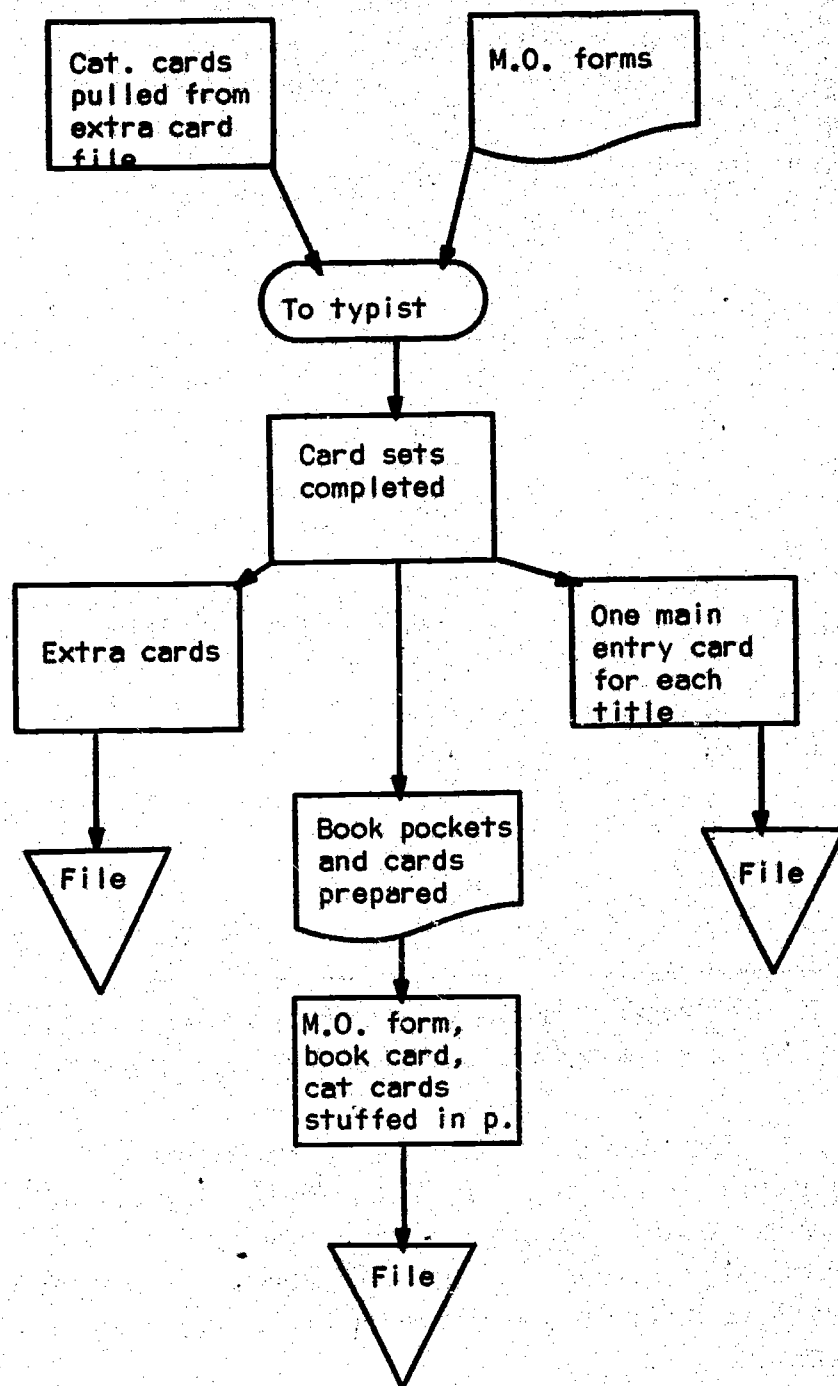 Cat. cards
pulled from
extra card
file
M.O. forms
To typist
Card sets
completed
Extra cards
One main
entry card
for each
title
File
Book pockets
and cards
prepared
File
M.O. form,
book card,
cat cards
stuffed in p.
File